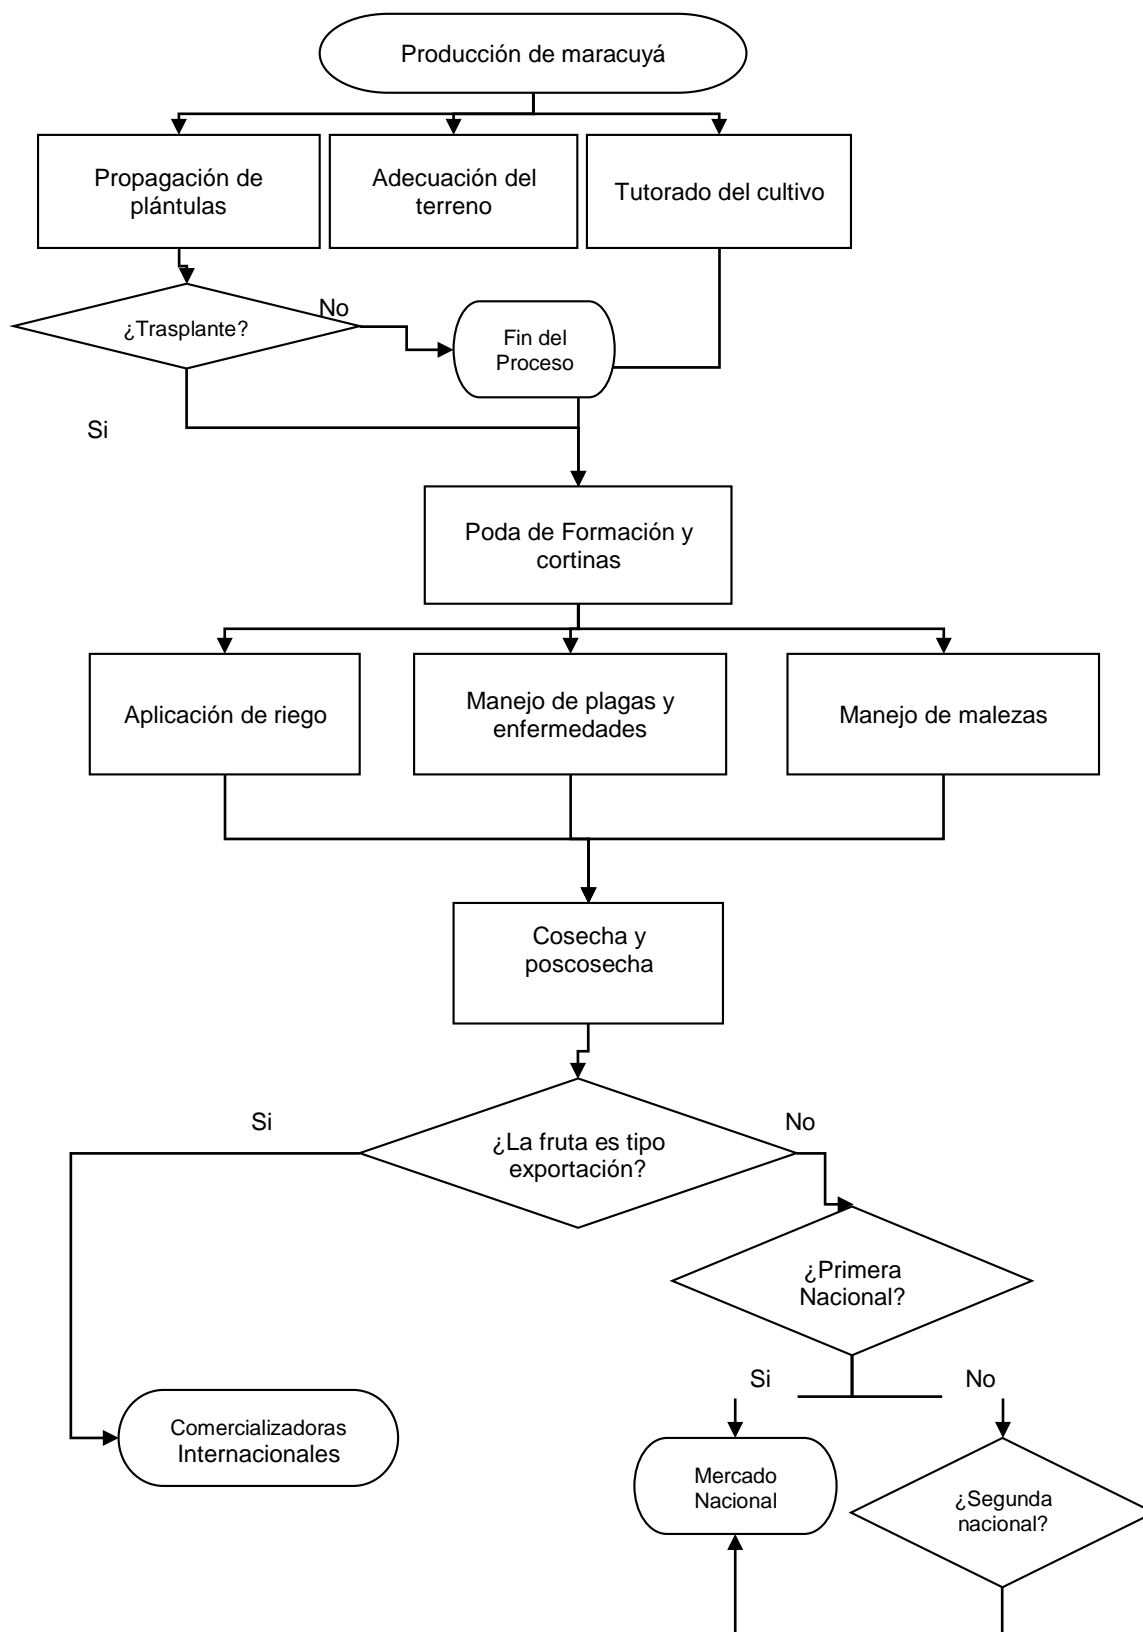 Producción de maracuyá
Propagación de
plántulas
Adecuación del
terreno
Tutorado del cultivo
¿Trasplante?
No
Fin del
Proceso
Si
Poda de Formación y
cortinas
Aplicación de riego
Manejo de plagas y
enfermedades
Manejo de malezas
Cosecha y
poscosecha
Si
¿La fruta es tipo
exportación?
No
¿Primera
Nacional?
Si
No
Comercializadoras
Internacionales
Mercado
Nacional
¿Segunda
nacional?